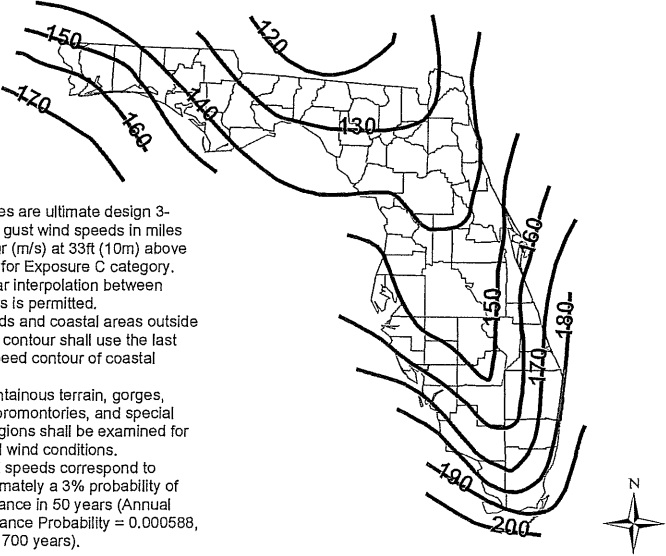 120
150
140
170
130
160
es are ultimate design 3-
gust wind speeds in miles
r (m/s) at 33ft (10m) above
for Exposure C category.
ar interpolation between
s is permitted.
ds and coastal areas outside
contour shall use the last
eed contour of coastal
ntainous terrain, gorges,
promontories, and special
gions shall be examined for
l wind conditions.
speeds correspond to
mately a 3% probability of
ance in 50 years (Annual
ance Probability = 0.000588,
700 years).
160
150
180
170
190
200
N